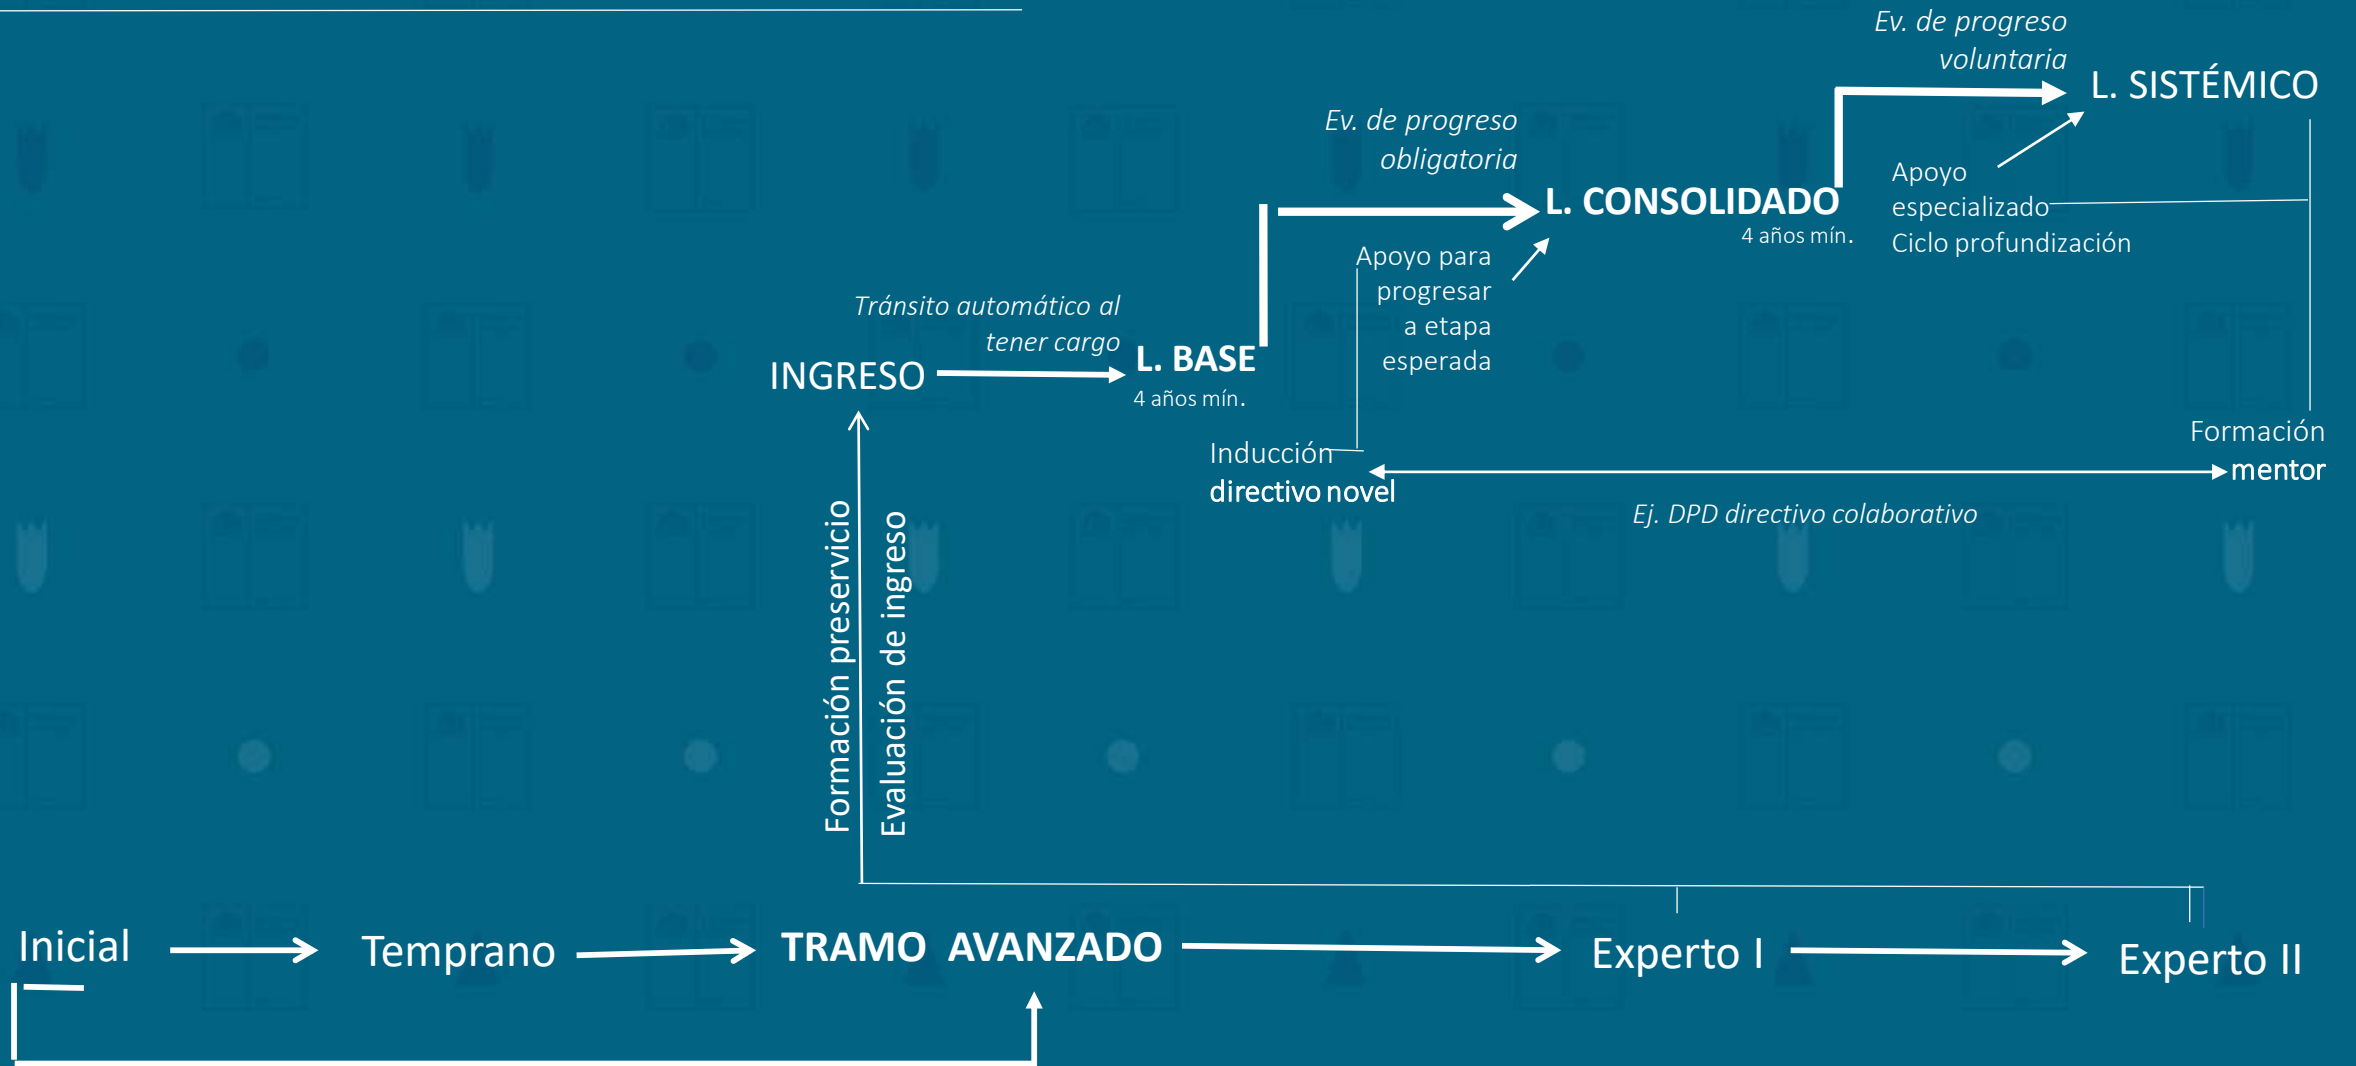 Ev. de progreso
voluntaria
L. SISTÉMICO
Ev. de progreso
obligatoria
Apoyo
especializado
Ciclo profundización
L. CONSOLIDADO
4 años mín.
Apoyo para
progresar
a etapa
esperada
Tránsito automático al
tener cargo
INGRESO
L. BASE
4 años mín.
Inducción
directivo novel
Formación
mentor
Ej. DPD directivo colaborativo
Formación preservicio
Evaluación de ingreso
Inicial
Temprano
TRAMO AVANZADO
Experto I
Experto II